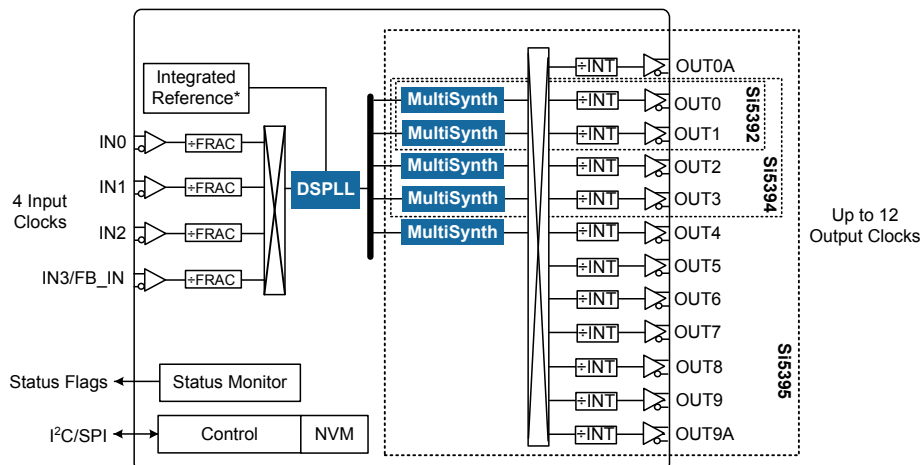 Integrated
Reference*
IN0
÷FRAC
IN1
÷FRAC
4 Input
Clocks
IN2
÷FRAC
IN3/FB_IN
÷FRAC
DSPLL
MultiSynth
MultiSynth
MultiSynth
MultiSynth
MultiSynth
÷INT
OUT0A
÷INT
OUT0
÷INT
OUT1
÷INT
OUT2
÷INT
OUT3
÷INT
OUT4
÷INT
OUT5
÷INT
OUT6
÷INT
OUT7
÷INT
OUT8
÷INT
OUT9
÷INT
OUT9A
Si5392
Si5394
Si5395
Up to 12
Output Clocks
Status Flags
Status Monitor
I²C/SPI
Control
NVM